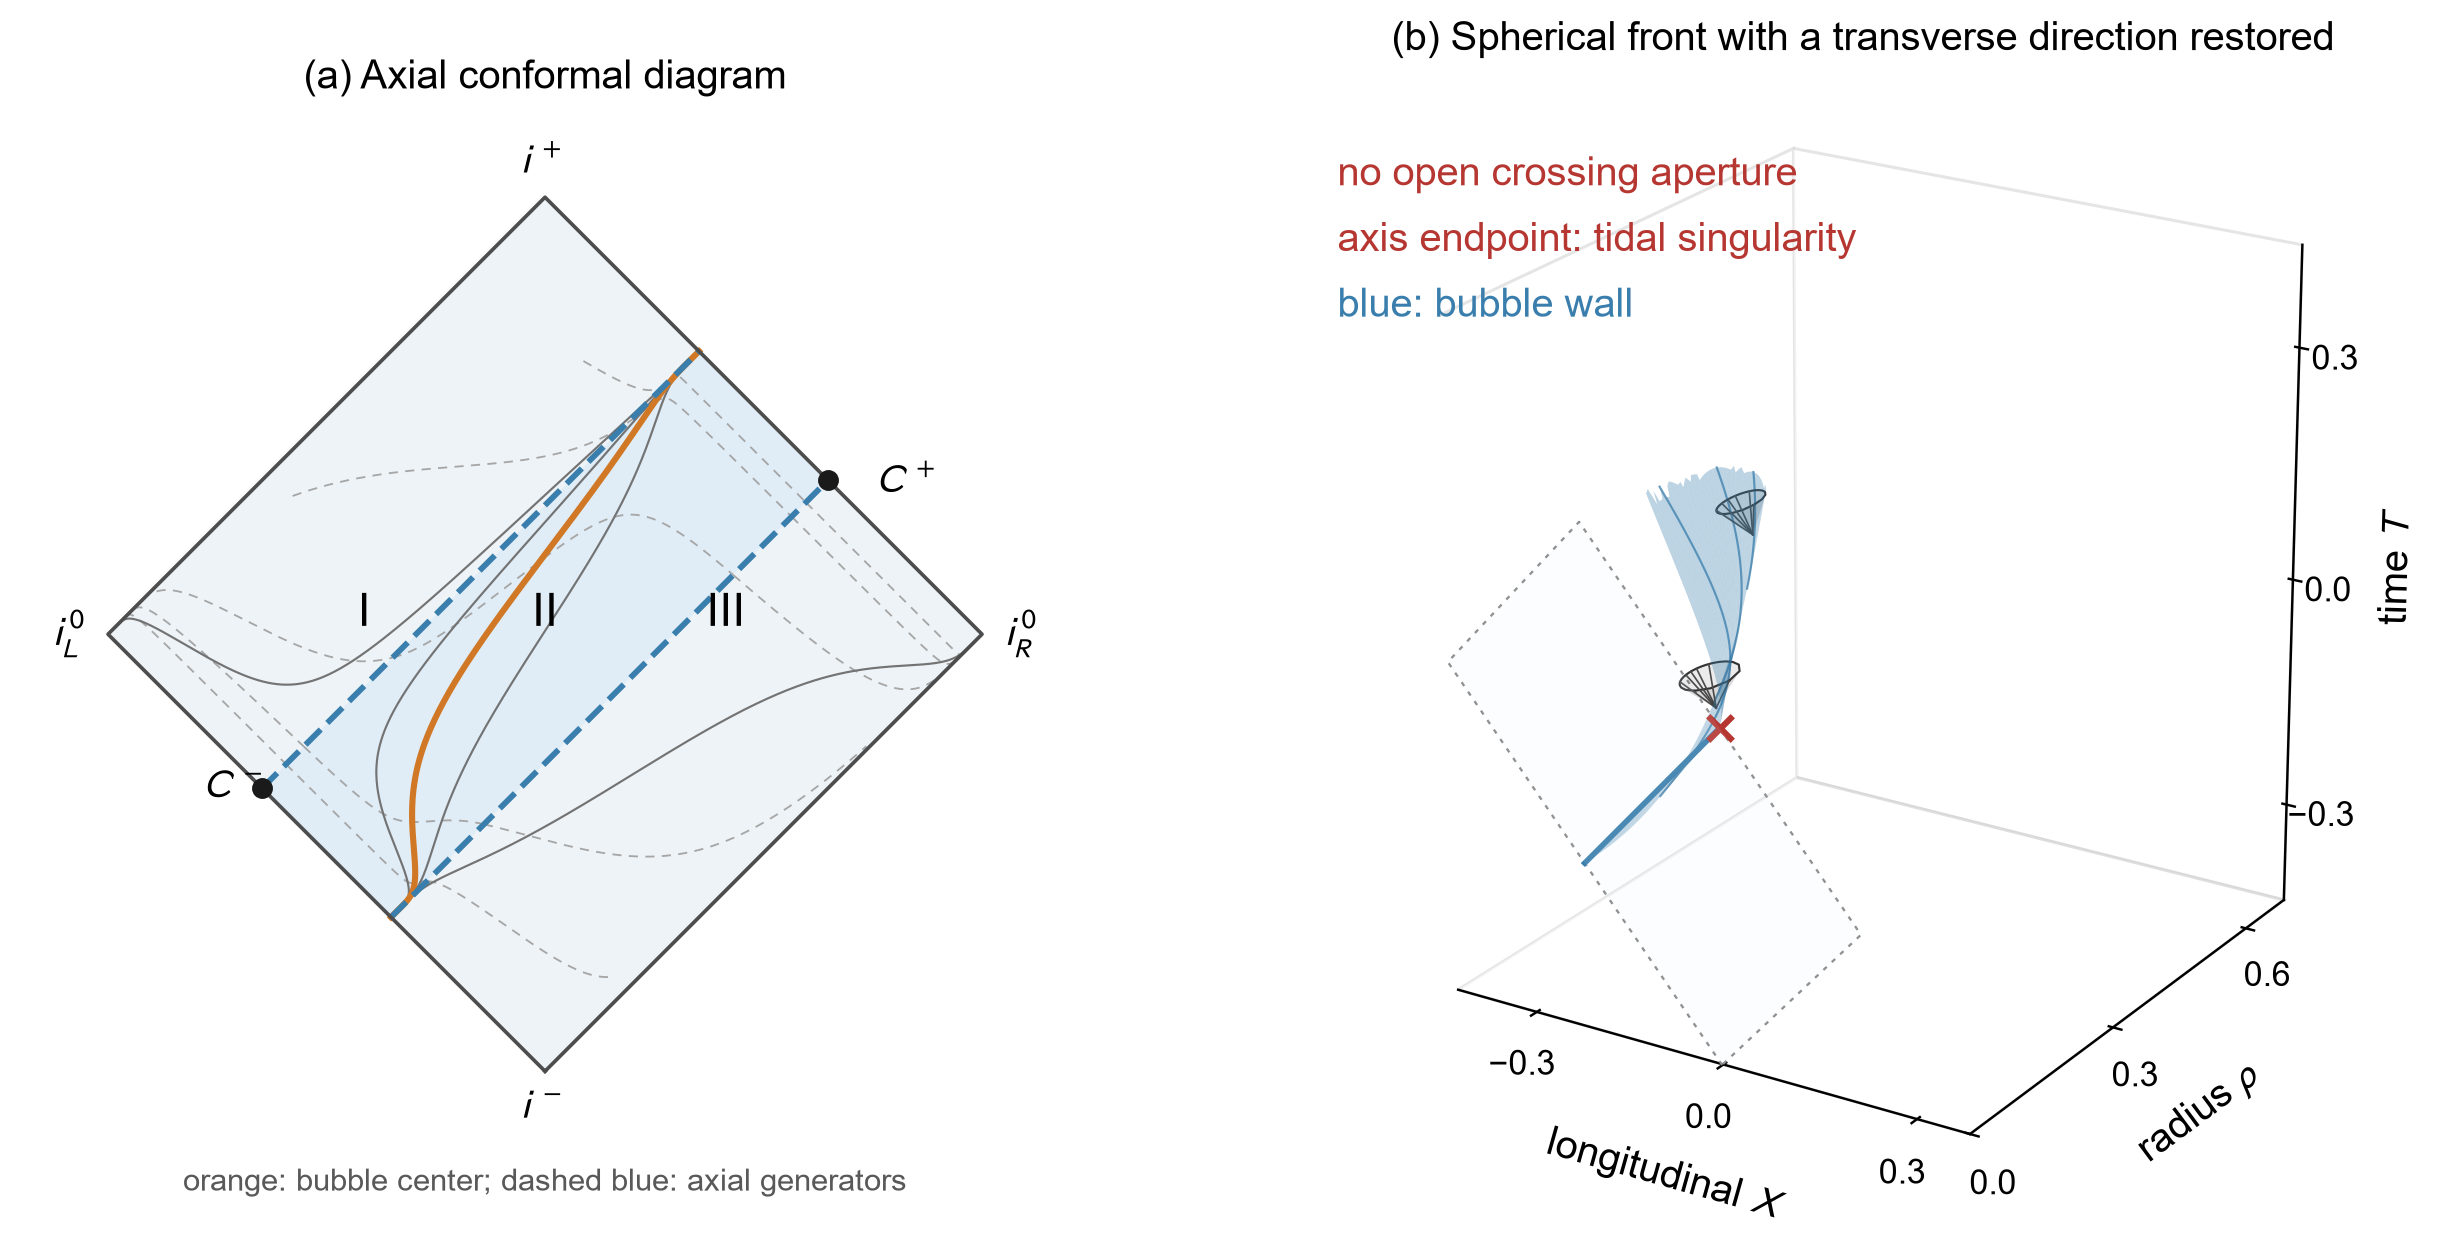 (a) Axial conformal diagram
i⁺
I
II
III
C⁺
i⁰_L
i⁰_R
C⁻
i⁻
orange: bubble center; dashed blue: axial generators
(b) Spherical front with a transverse direction restored
no open crossing aperture
axis endpoint: tidal singularity
blue: bubble wall
0.3
0.0
−0.3
time T
0.6
0.3
0.0
radius ρ
−0.3
0.0
0.3
longitudinal X